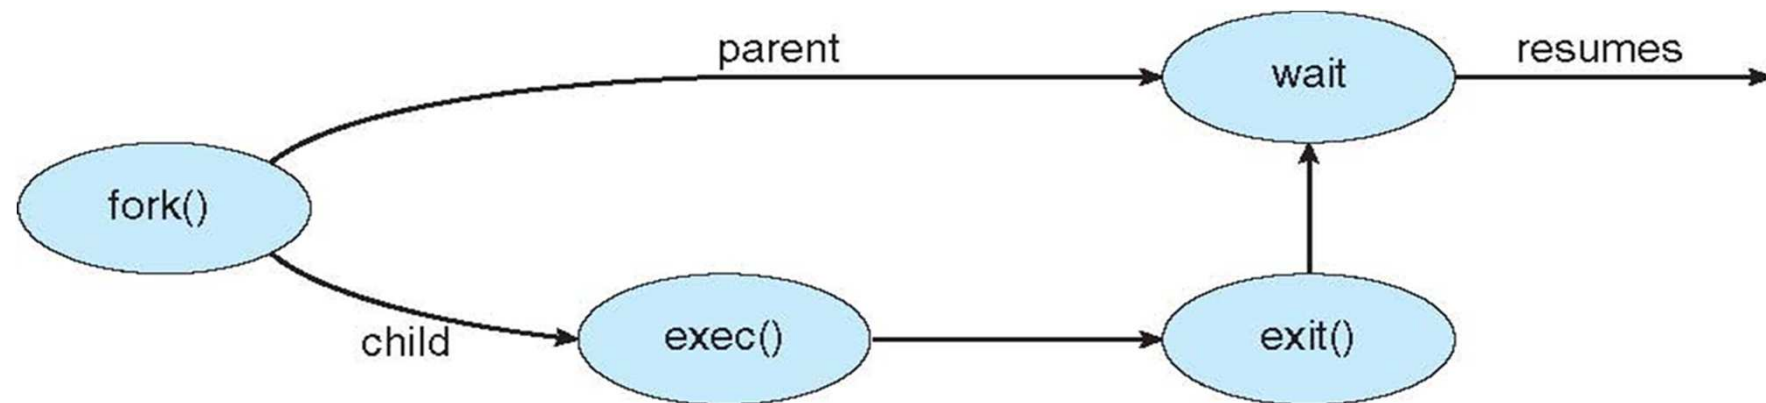 parent
wait
resumes
fork()
child
exec()
exit()